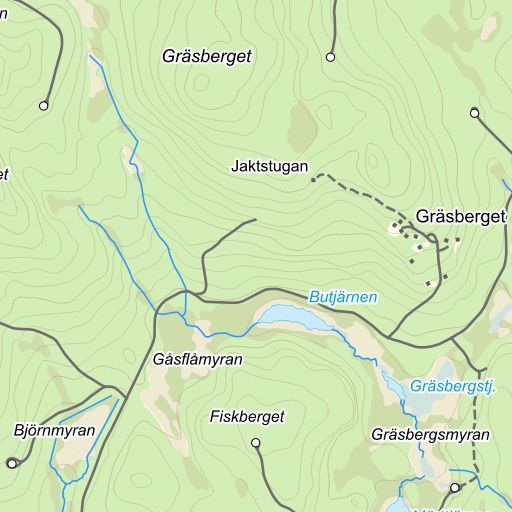 Gräsberget
Jaktstugan
Gräsberget
Butjärnen
Gåsflåmyran
Gräsbergstj.
Fiskberget
Björnmyran
Gräsbergsmyran